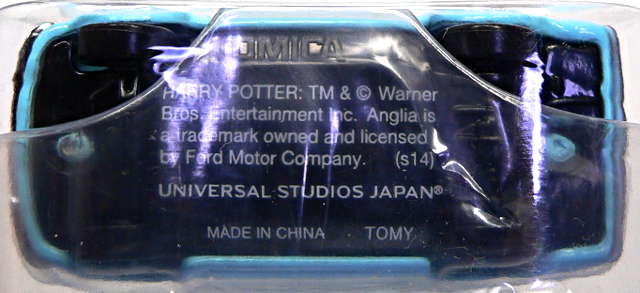 TOMICA
HARRY POTTER: TM & © Warner
Bros. Entertainment Inc. Anglia is
a trademark owned and licensed
by Ford Motor Company. (s14)
UNIVERSAL STUDIOS JAPAN®
MADE IN CHINA TOMY